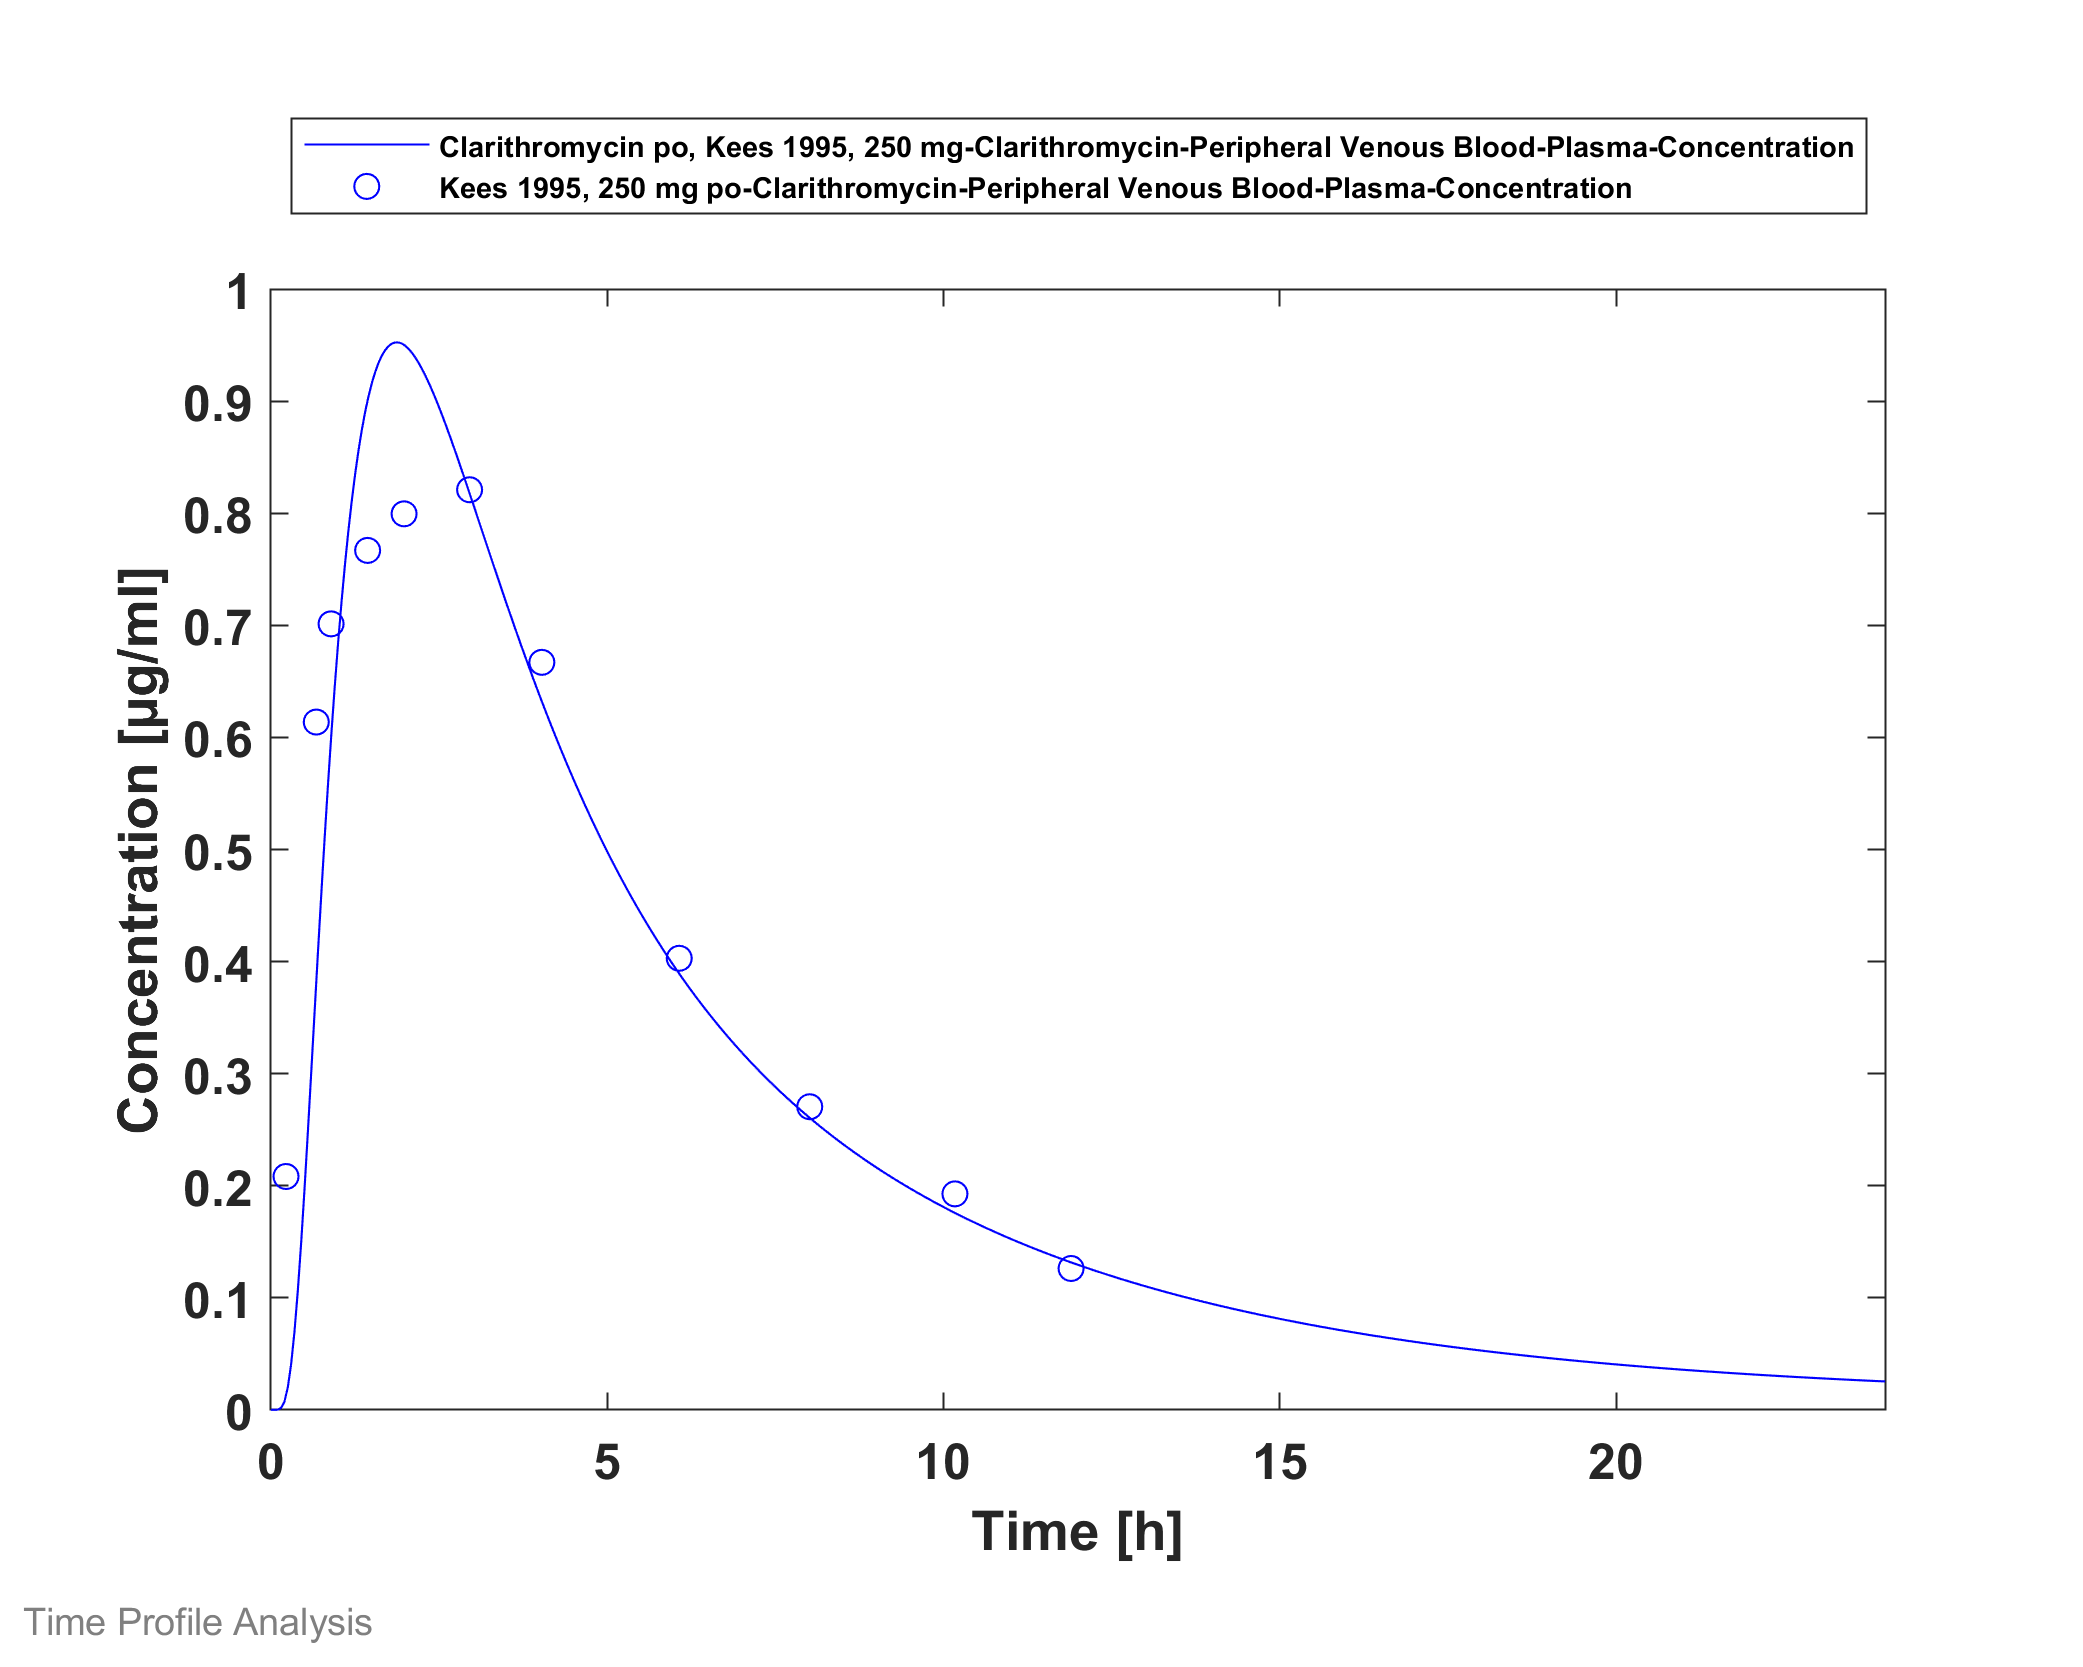 Clarithromycin po, Kees 1995, 250 mg-Clarithromycin-Peripheral Venous Blood-Plasma-Concentration
Kees 1995, 250 mg po-Clarithromycin-Peripheral Venous Blood-Plasma-Concentration
1
0.9
0.8
0.7
0.6
0.5
0.4
0.3
0.2
0.1
0
Concentration [µg/ml]
0 5 10 15 20
Time [h]
Time Profile Analysis